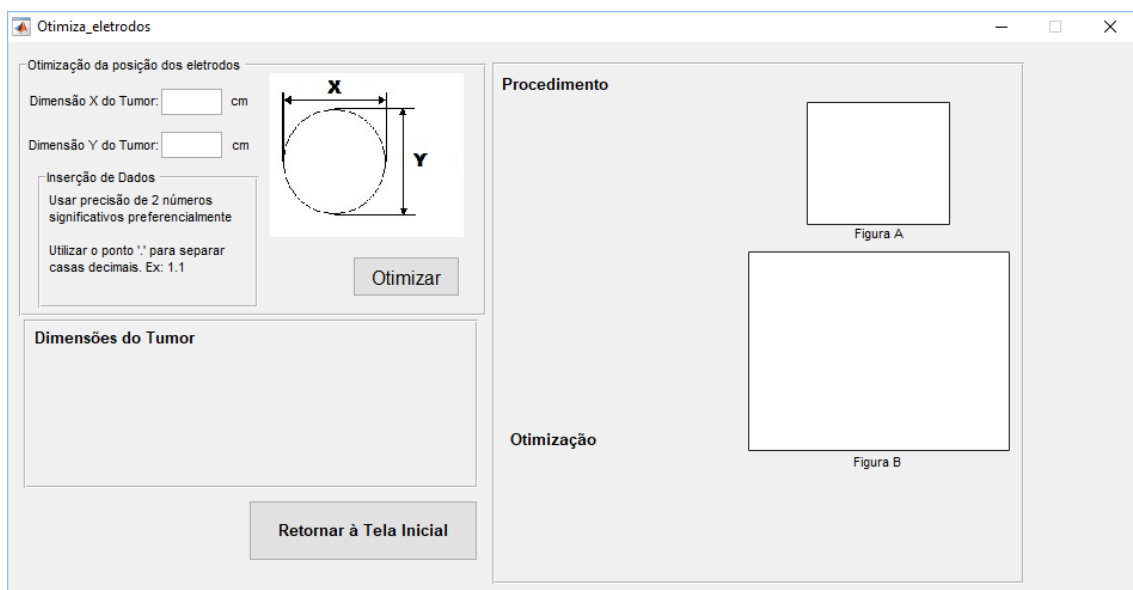 Otimiza_eletrodos
Otimização da posição dos eletrodos
Dimensão X do Tumor:
cm
Dimensão Y do Tumor:
cm
Inserção de Dados
Usar precisão de 2 números
significativos preferencialmente
Utilizar o ponto '.' para separar
casas decimais. Ex: 1.1
X
Y
Otimizar
Dimensões do Tumor
Retornar à Tela Inicial
Procedimento
Figura A
Otimização
Figura B